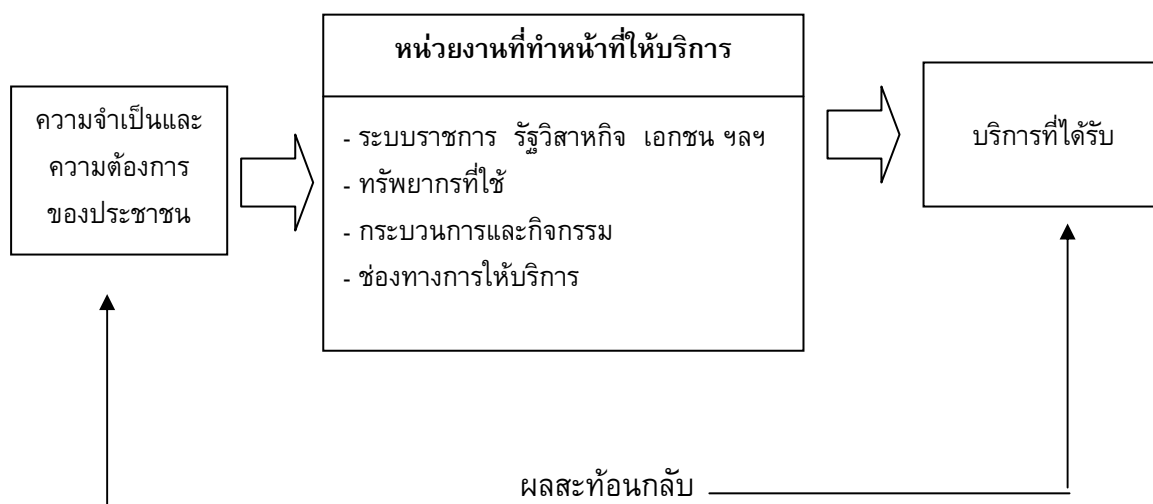 หน่วยงานที่ทำหน้าที่ให้บริการ
ความจำเป็นและ
ความต้องการ
ของประชาชน
- ระบบราชการ รัฐวิสาหกิจ เอกชน ฯลฯ
- ทรัพยากรที่ใช้
- กระบวนการและกิจกรรม
- ช่องทางการให้บริการ
บริการที่ได้รับ
ผลสะท้อนกลับ